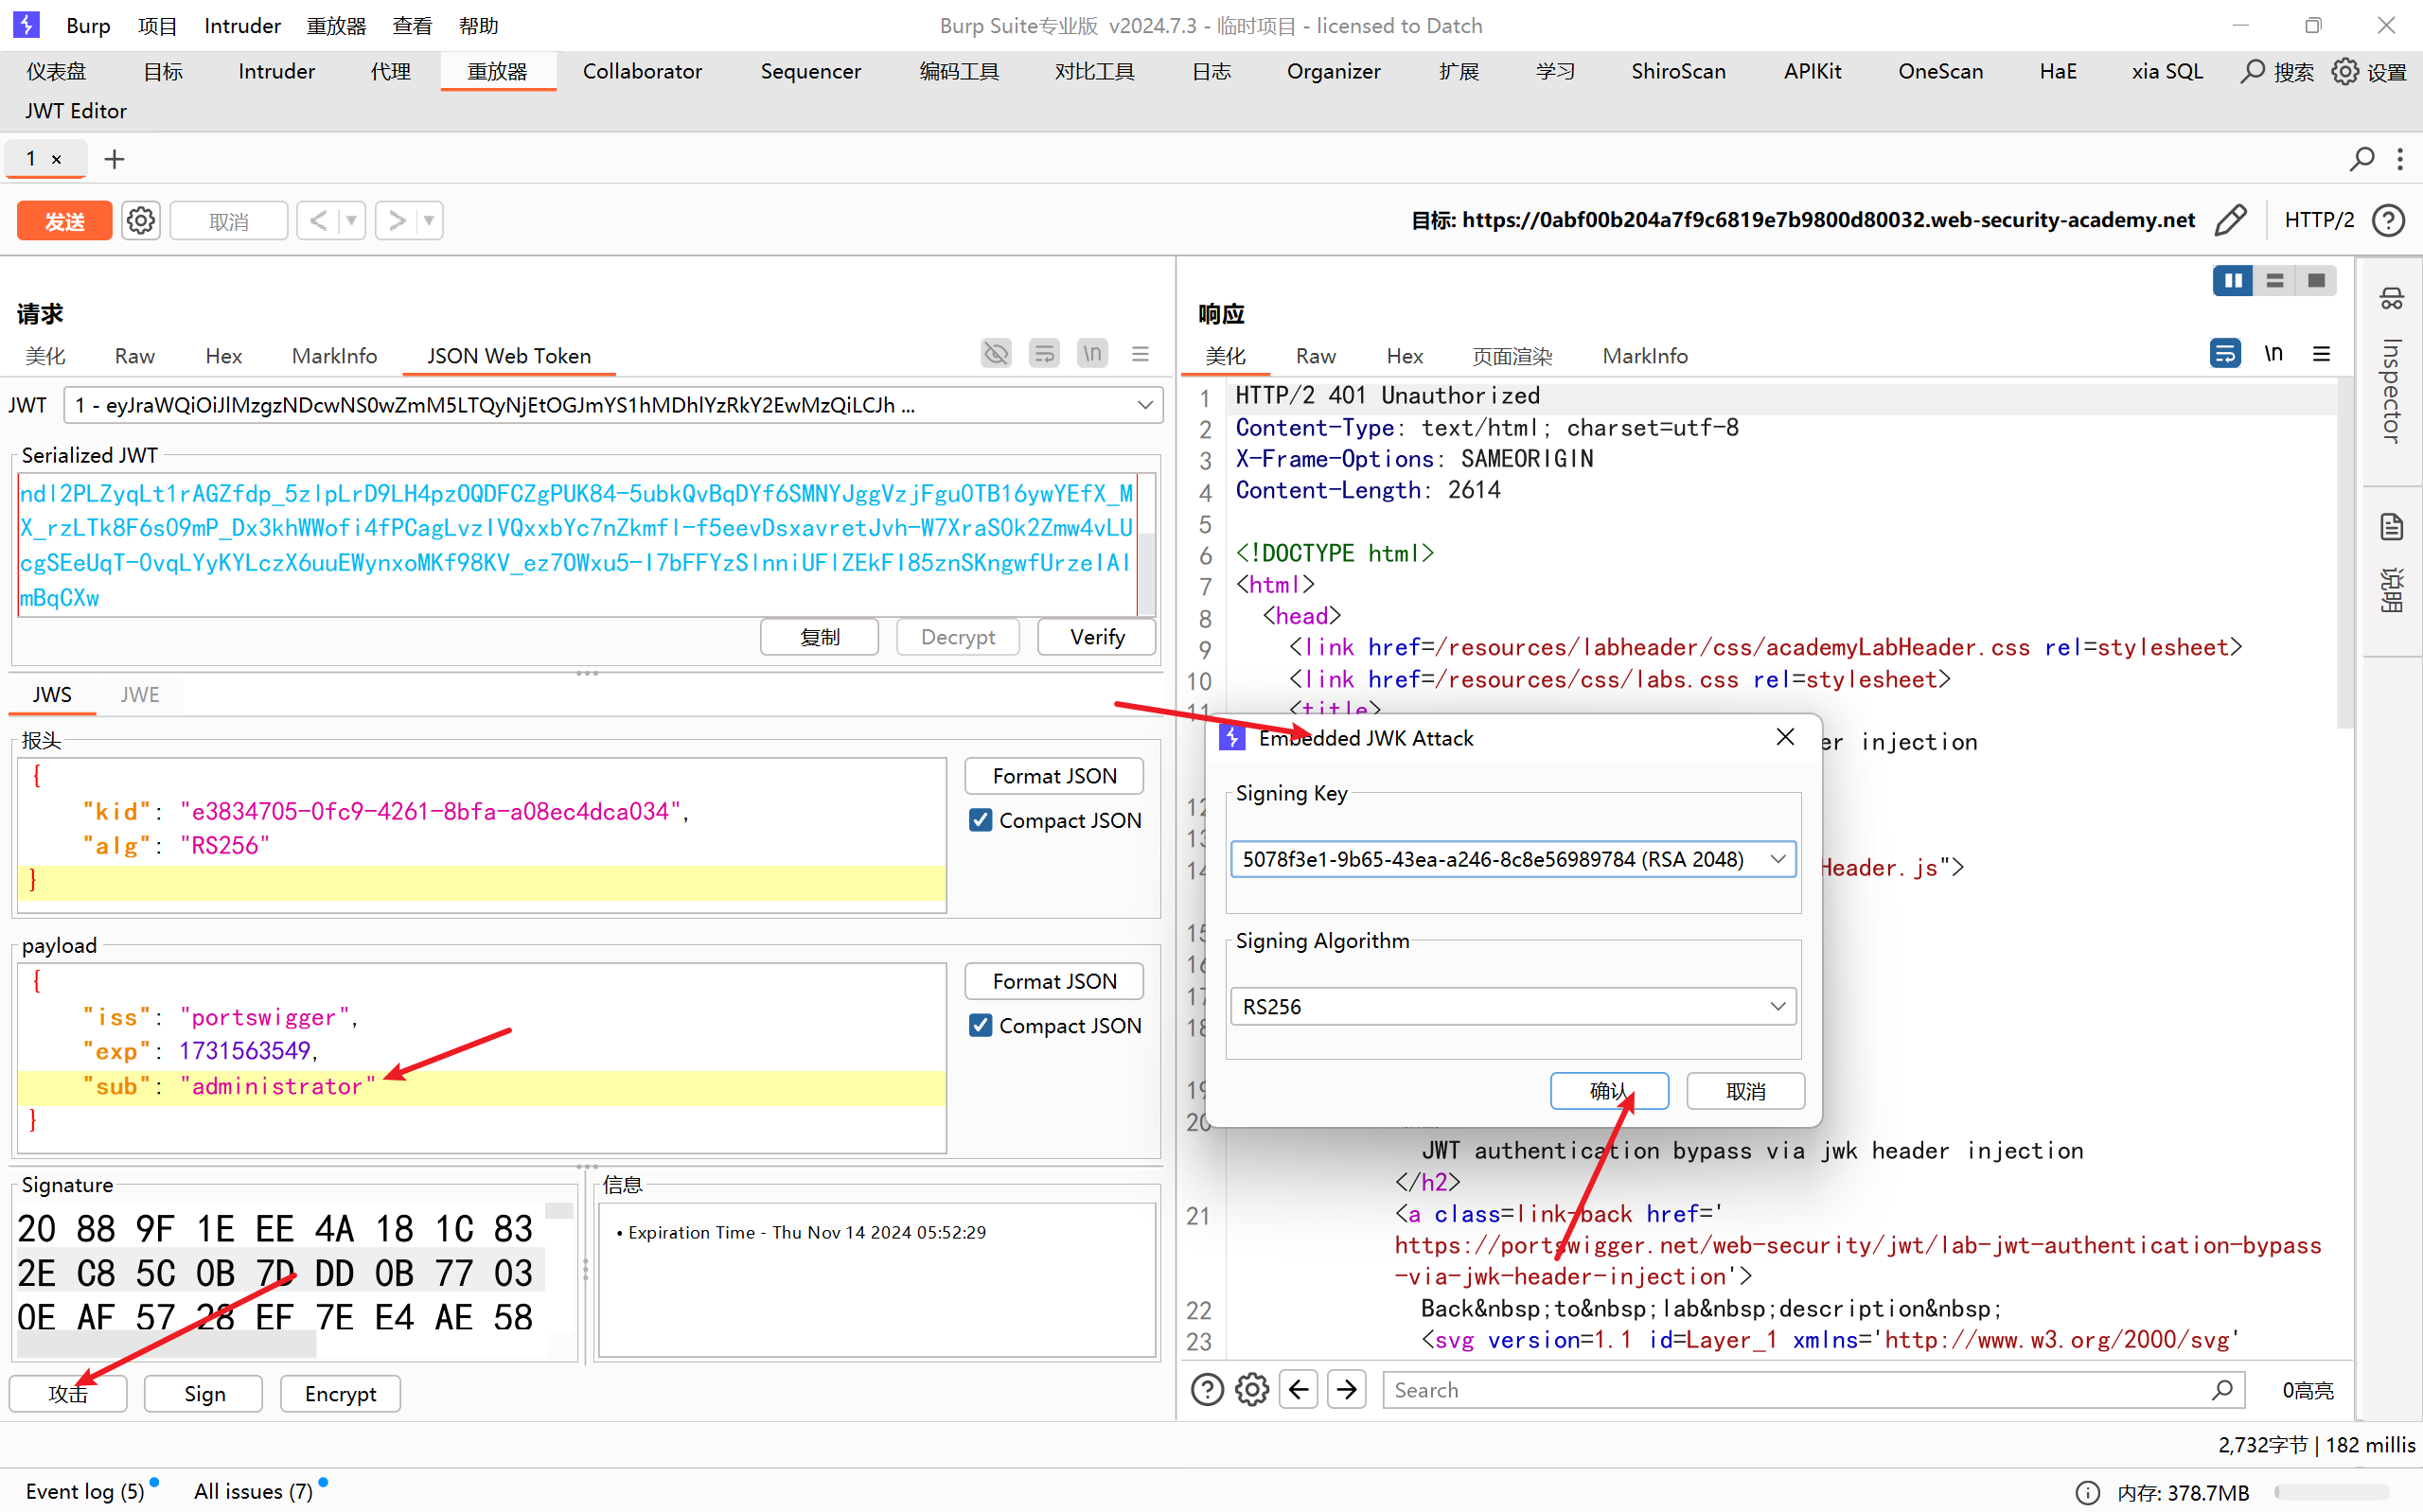 Burp 项目 Intruder 重放器 查看 帮助
Burp Suite专业版 v2024.7.3 - 临时项目 - licensed to Datch
仪表盘 目标 Intruder 代理 重放器 Collaborator Sequencer 编码工具 对比工具 日志 Organizer 扩展 学习 ShiroScan APIKit OneScan HaE xia SQL 搜索 设置
JWT Editor
1 ×
发送 取消 < >
目标: https://0abf00b204a7f9c6819e7b9800d80032.web-security-academy.net HTTP/2
请求
美化 Raw Hex MarkInfo JSON Web Token \n
JWT 1 - eyJraWQiOiJlMzgzNDcwNS0wZmM5LTQyNjEtOGJmYS1hMDhlYzRkY2EwMzQiLCJh ...
Serialized JWT
ndl2PLZyqLt1rAGZfdp_5zlpLrD9LH4pzOQDFCZgPUK84-5ubkQvBqDYf6SMNYJggVzjFgu0TB16ywYEfX_M
X_rzLTk8F6s09mP_Dx3khWWofi4fPCagLvzlVQxxbYc7nZkmfl-f5eevDsxavretJvh-W7XraS0k2Zmw4vLU
cgSEeUqT-0vqLYyKYLczX6uuEWynxoMKf98KV_ez7OWxu5-I7bFFYzSlnniUFlZEkFI85znSKngwfUrzelAl
mBqCXw
复制 Decrypt Verify
JWS JWE
报头
{
"kid": "e3834705-0fc9-4261-8bfa-a08ec4dca034",
"alg": "RS256"
}
Format JSON
Compact JSON
payload
{
"iss": "portswigger",
"exp": 1731563549,
"sub": "administrator"
}
Format JSON
Compact JSON
Signature
20 88 9F 1E EE 4A 18 1C 83
2E C8 5C 0B 7D DD 0B 77 03
0E AF 57 28 EF 7E E4 AE 58
信息
• Expiration Time - Thu Nov 14 2024 05:52:29
攻击 Sign Encrypt
响应
美化 Raw Hex 页面渲染 MarkInfo \n
1 HTTP/2 401 Unauthorized
2 Content-Type: text/html; charset=utf-8
3 X-Frame-Options: SAMEORIGIN
4 Content-Length: 2614
5
6 <!DOCTYPE html>
7 <html>
8 <head>
9 <link href=/resources/labheader/css/academyLabHeader.css rel=stylesheet>
10 <link href=/resources/css/labs.css rel=stylesheet>
11 <title>
er injection
12
13
14 Header.js">
15
16
17
18
19
20
Embedded JWK Attack
Signing Key
5078f3e1-9b65-43ea-a246-8c8e56989784 (RSA 2048)
Signing Algorithm
RS256
确认 取消
JWT authentication bypass via jwk header injection
</h2>
21 <a class=link-back href='
https://portswigger.net/web-security/jwt/lab-jwt-authentication-bypass
-via-jwk-header-injection'>
22 Back&nbsp;to&nbsp;lab&nbsp;description&nbsp;
23 <svg version=1.1 id=Layer_1 xmlns='http://www.w3.org/2000/svg'
Search 0高亮
Inspector
说明
2,732字节 | 182 millis
Event log (5) All issues (7)
内存: 378.7MB